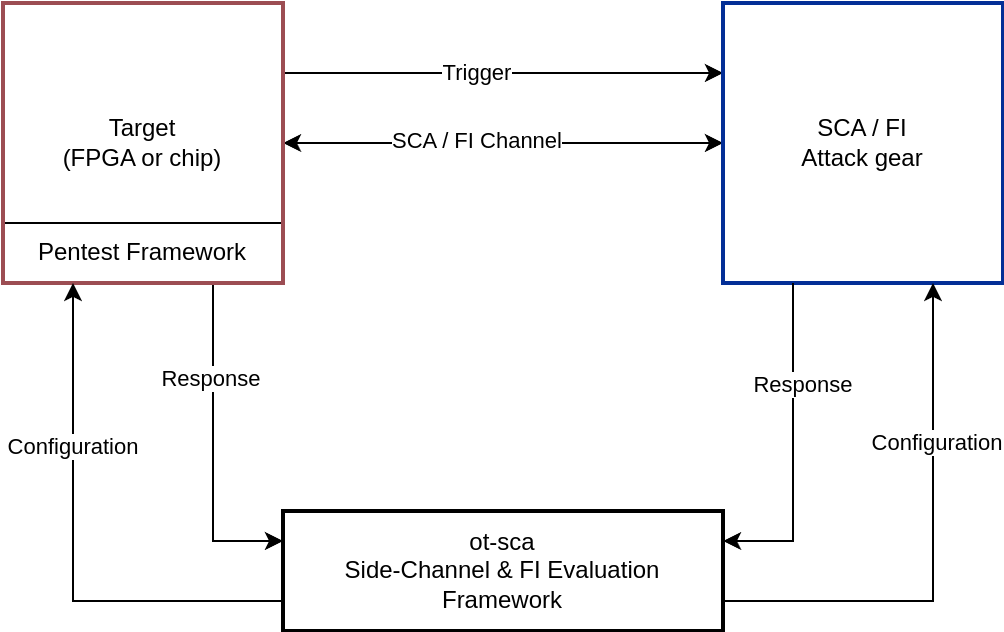 Trigger
Target
(FPGA or chip)
SCA / FI Channel
SCA / FI
Attack gear
Pentest Framework
Response
Response
Configuration
Configuration
ot-sca
Side-Channel & FI Evaluation
Framework